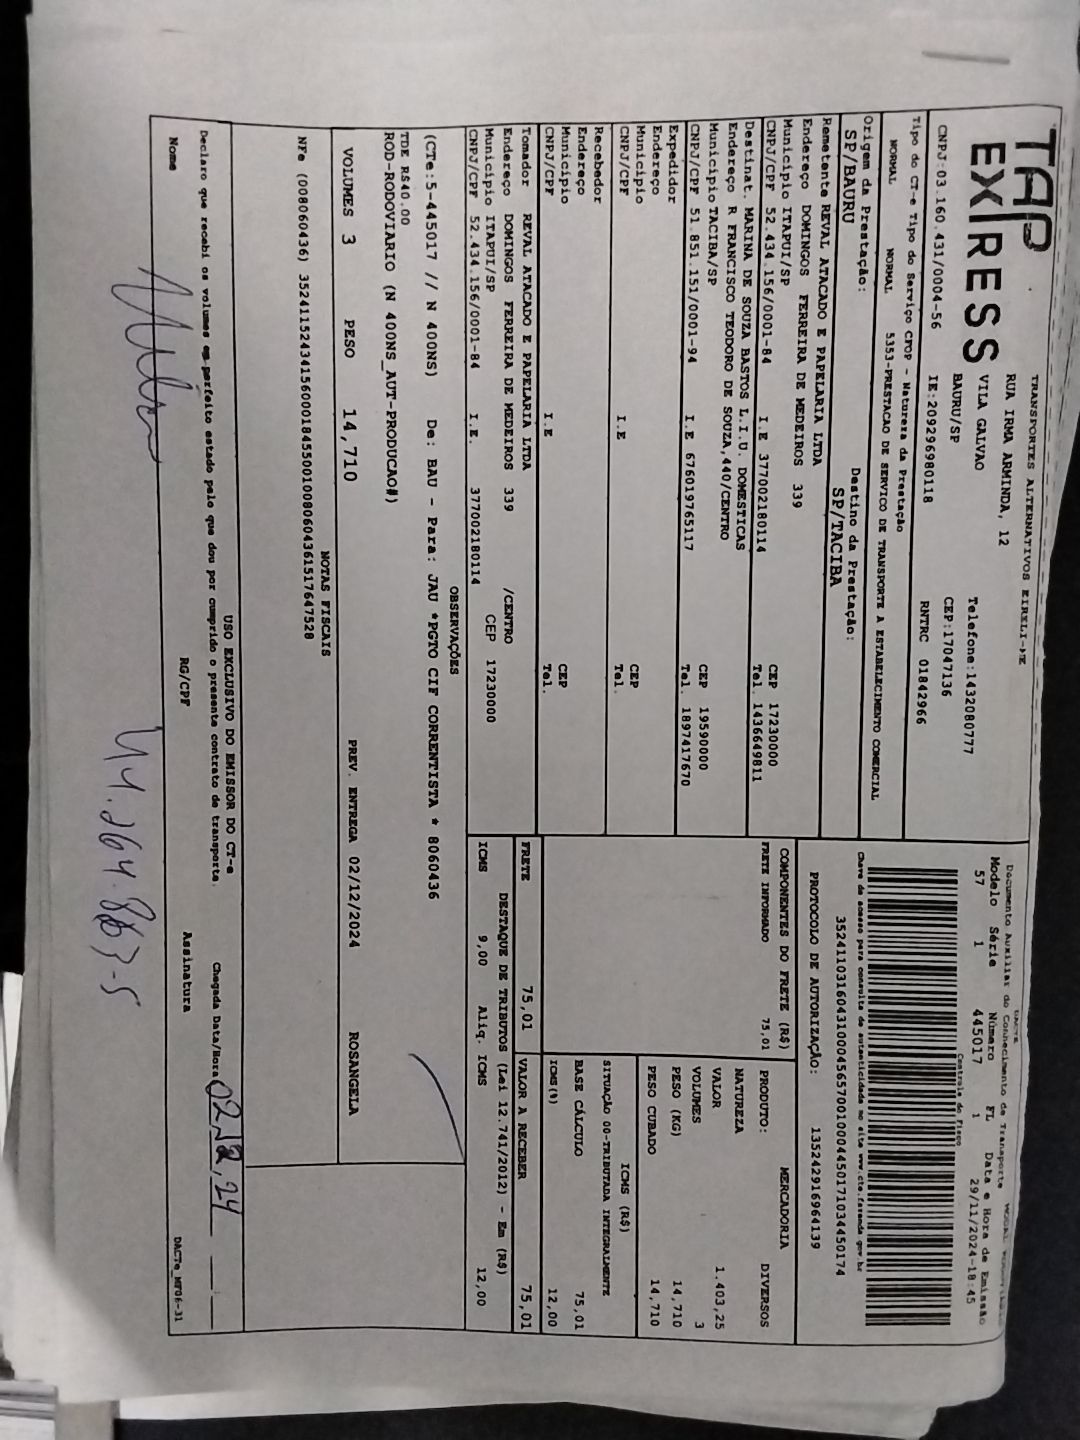 TAP EXPRESS
TRANSPORTES ALTERNATIVOS EIRELI-ME
RUA IRMA ARMINDA, 12
VILA GALVAO Telefone:1432080777
BAURU/SP CEP:17047136
CNPJ:03.160.431/0004-56 IE:209296980118 RNTRC 01842966
Tipo do CT-e Tipo do Serviço CFOP - Natureza da Prestação
NORMAL NORMAL 5353-PRESTACAO DE SERVICO DE TRANSPORTE A ESTABELECIMENTO COMERCIAL
Origem da Prestação: Destino da Prestação:
SP/BAURU SP/TACIBA
Remetente REVAL ATACADO E PAPELARIA LTDA
Endereço DOMINGOS FERREIRA DE MEDEIROS 339
Município ITAPUI/SP CEP 17230000
CNPJ/CPF 52.434.156/0001-84 I.E 377002180114 Tel. 1436649811
Destinat. MARINA DE SOUZA BASTOS L.I.U. DOMESTICAS
Endereço R FRANCISCO TEODORO DE SOUZA,440/CENTRO
Município TACIBA/SP CEP 19590000
CNPJ/CPF 51.851.151/0001-94 I.E 676019765117 Tel. 1897417670
Expedidor
Endereço
Município CEP
CNPJ/CPF I.E Tel.
Recebedor
Endereço
Município CEP
CNPJ/CPF I.E Tel.
Tomador REVAL ATACADO E PAPELARIA LTDA
Endereço DOMINGOS FERREIRA DE MEDEIROS 339 /CENTRO
Município ITAPUI/SP CEP 17230000
CNPJ/CPF 52.434.156/0001-84 I.E 377002180114
DACTE
Documento Auxiliar do Conhecimento de Transporte
Modelo Série Número FL Data e Hora de Emissão
57 1 445017 1 29/11/2024-18:45
Controle do Fisco
Chave de acesso para consulta de autenticidade no site www.cte.fazenda.gov.br
35241103160431000456570010004450171034450174
PROTOCOLO DE AUTORIZAÇÃO: 135242916964139
COMPONENTES DO FRETE (R$)
FRETE INFORMADO 75,01
PRODUTO: MERCADORIA
NATUREZA DIVERSOS
VALOR 1.403,25
VOLUMES 3
PESO (KG) 14,710
PESO CUBADO 14,710
ICMS (R$)
SITUAÇÃO 00-TRIBUTADA INTEGRALMENTE
BASE CÁLCULO 75,01
ICMS(%) 12,00
FRETE 75,01 VALOR A RECEBER 75,01
DESTAQUE DE TRIBUTOS (Lei 12.741/2012) - Em (R$)
ICMS 9,00 Aliq. ICMS 12,00
OBSERVAÇÕES
(CTe:5-445017 // N 400NS) De: BAU - Para: JAU *PGTO CIF CORRENTISTA * 8060436
TDE R$40.00
ROD-RODOVIARIO (N 400NS_AUT-PRODUCAO#)
VOLUMES 3 PESO 14,710 PREV. ENTREGA 02/12/2024 ROSANGELA
NOTAS FISCAIS
NFe (008060436) 35241152434156000184550010080604361517647528
USO EXCLUSIVO DO EMISSOR DO CT-e
Declaro que recebi os volumes em perfeito estado pelo que dou por cumprido o presente contrato de transporte. Chegada Data/Hora 02,12,24
Nome RG/CPF Assinatura DACTe_MF06-31